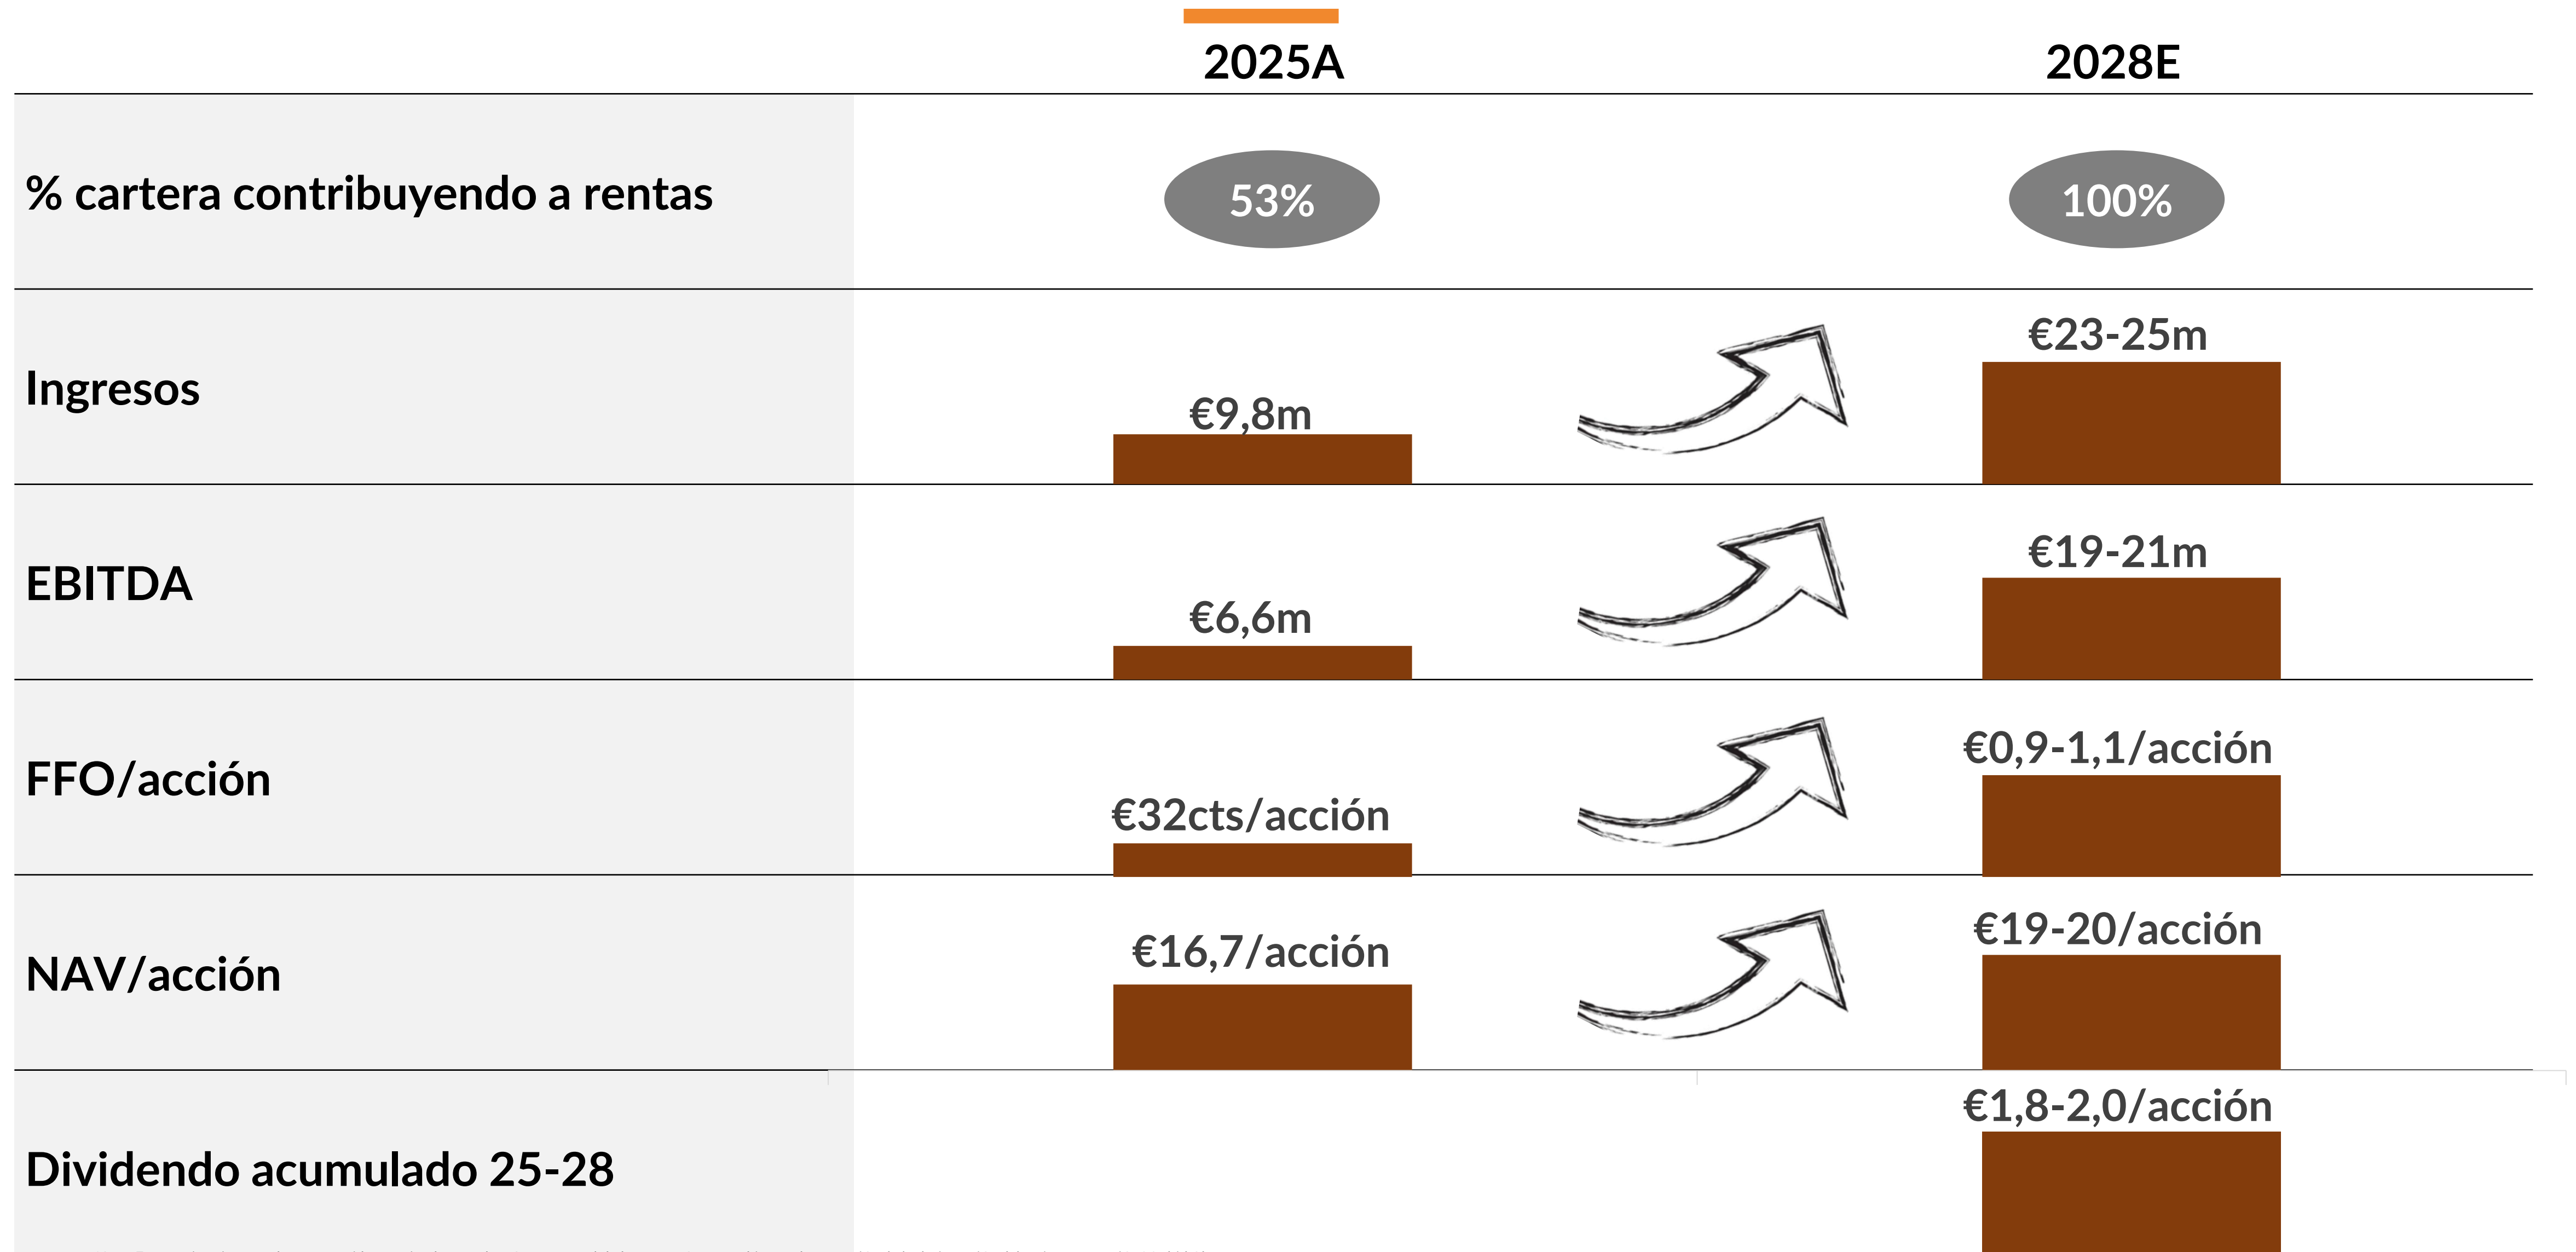 2025A 2028E
% cartera contribuyendo a rentas 53% 100%
Ingresos €9,8m €23-25m
EBITDA €6,6m €19-21m
FFO/acción €32cts/acción €0,9-1,1/acción
NAV/acción €16,7/acción €19-20/acción
Dividendo acumulado 25-28 €1,8-2,0/acción